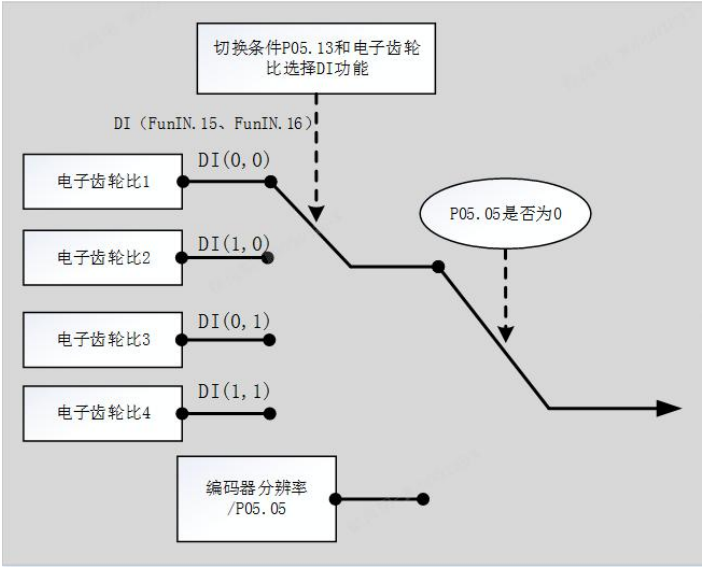 切换条件P05.13和电子齿轮
比选择DI功能
DI（FunIN.15、FunIN.16）
电子齿轮比1
DI(0,0)
P05.05是否为0
电子齿轮比2
DI(1,0)
电子齿轮比3
DI(0,1)
电子齿轮比4
DI(1,1)
编码器分辨率
/P05.05